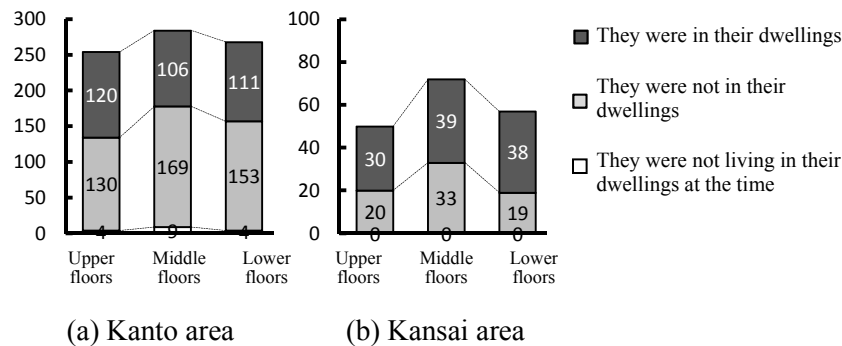 300
250
200
150
100
50
0
120
106
111
130
169
153
4
9
4
Upper floors
Middle floors
Lower floors
(a) Kanto area
100
80
60
40
20
0
30
39
38
20
33
19
0
0
0
Upper floors
Middle floors
Lower floors
(b) Kansai area
They were in their dwellings
They were not in their
dwellings
They were not living in their
dwellings at the time